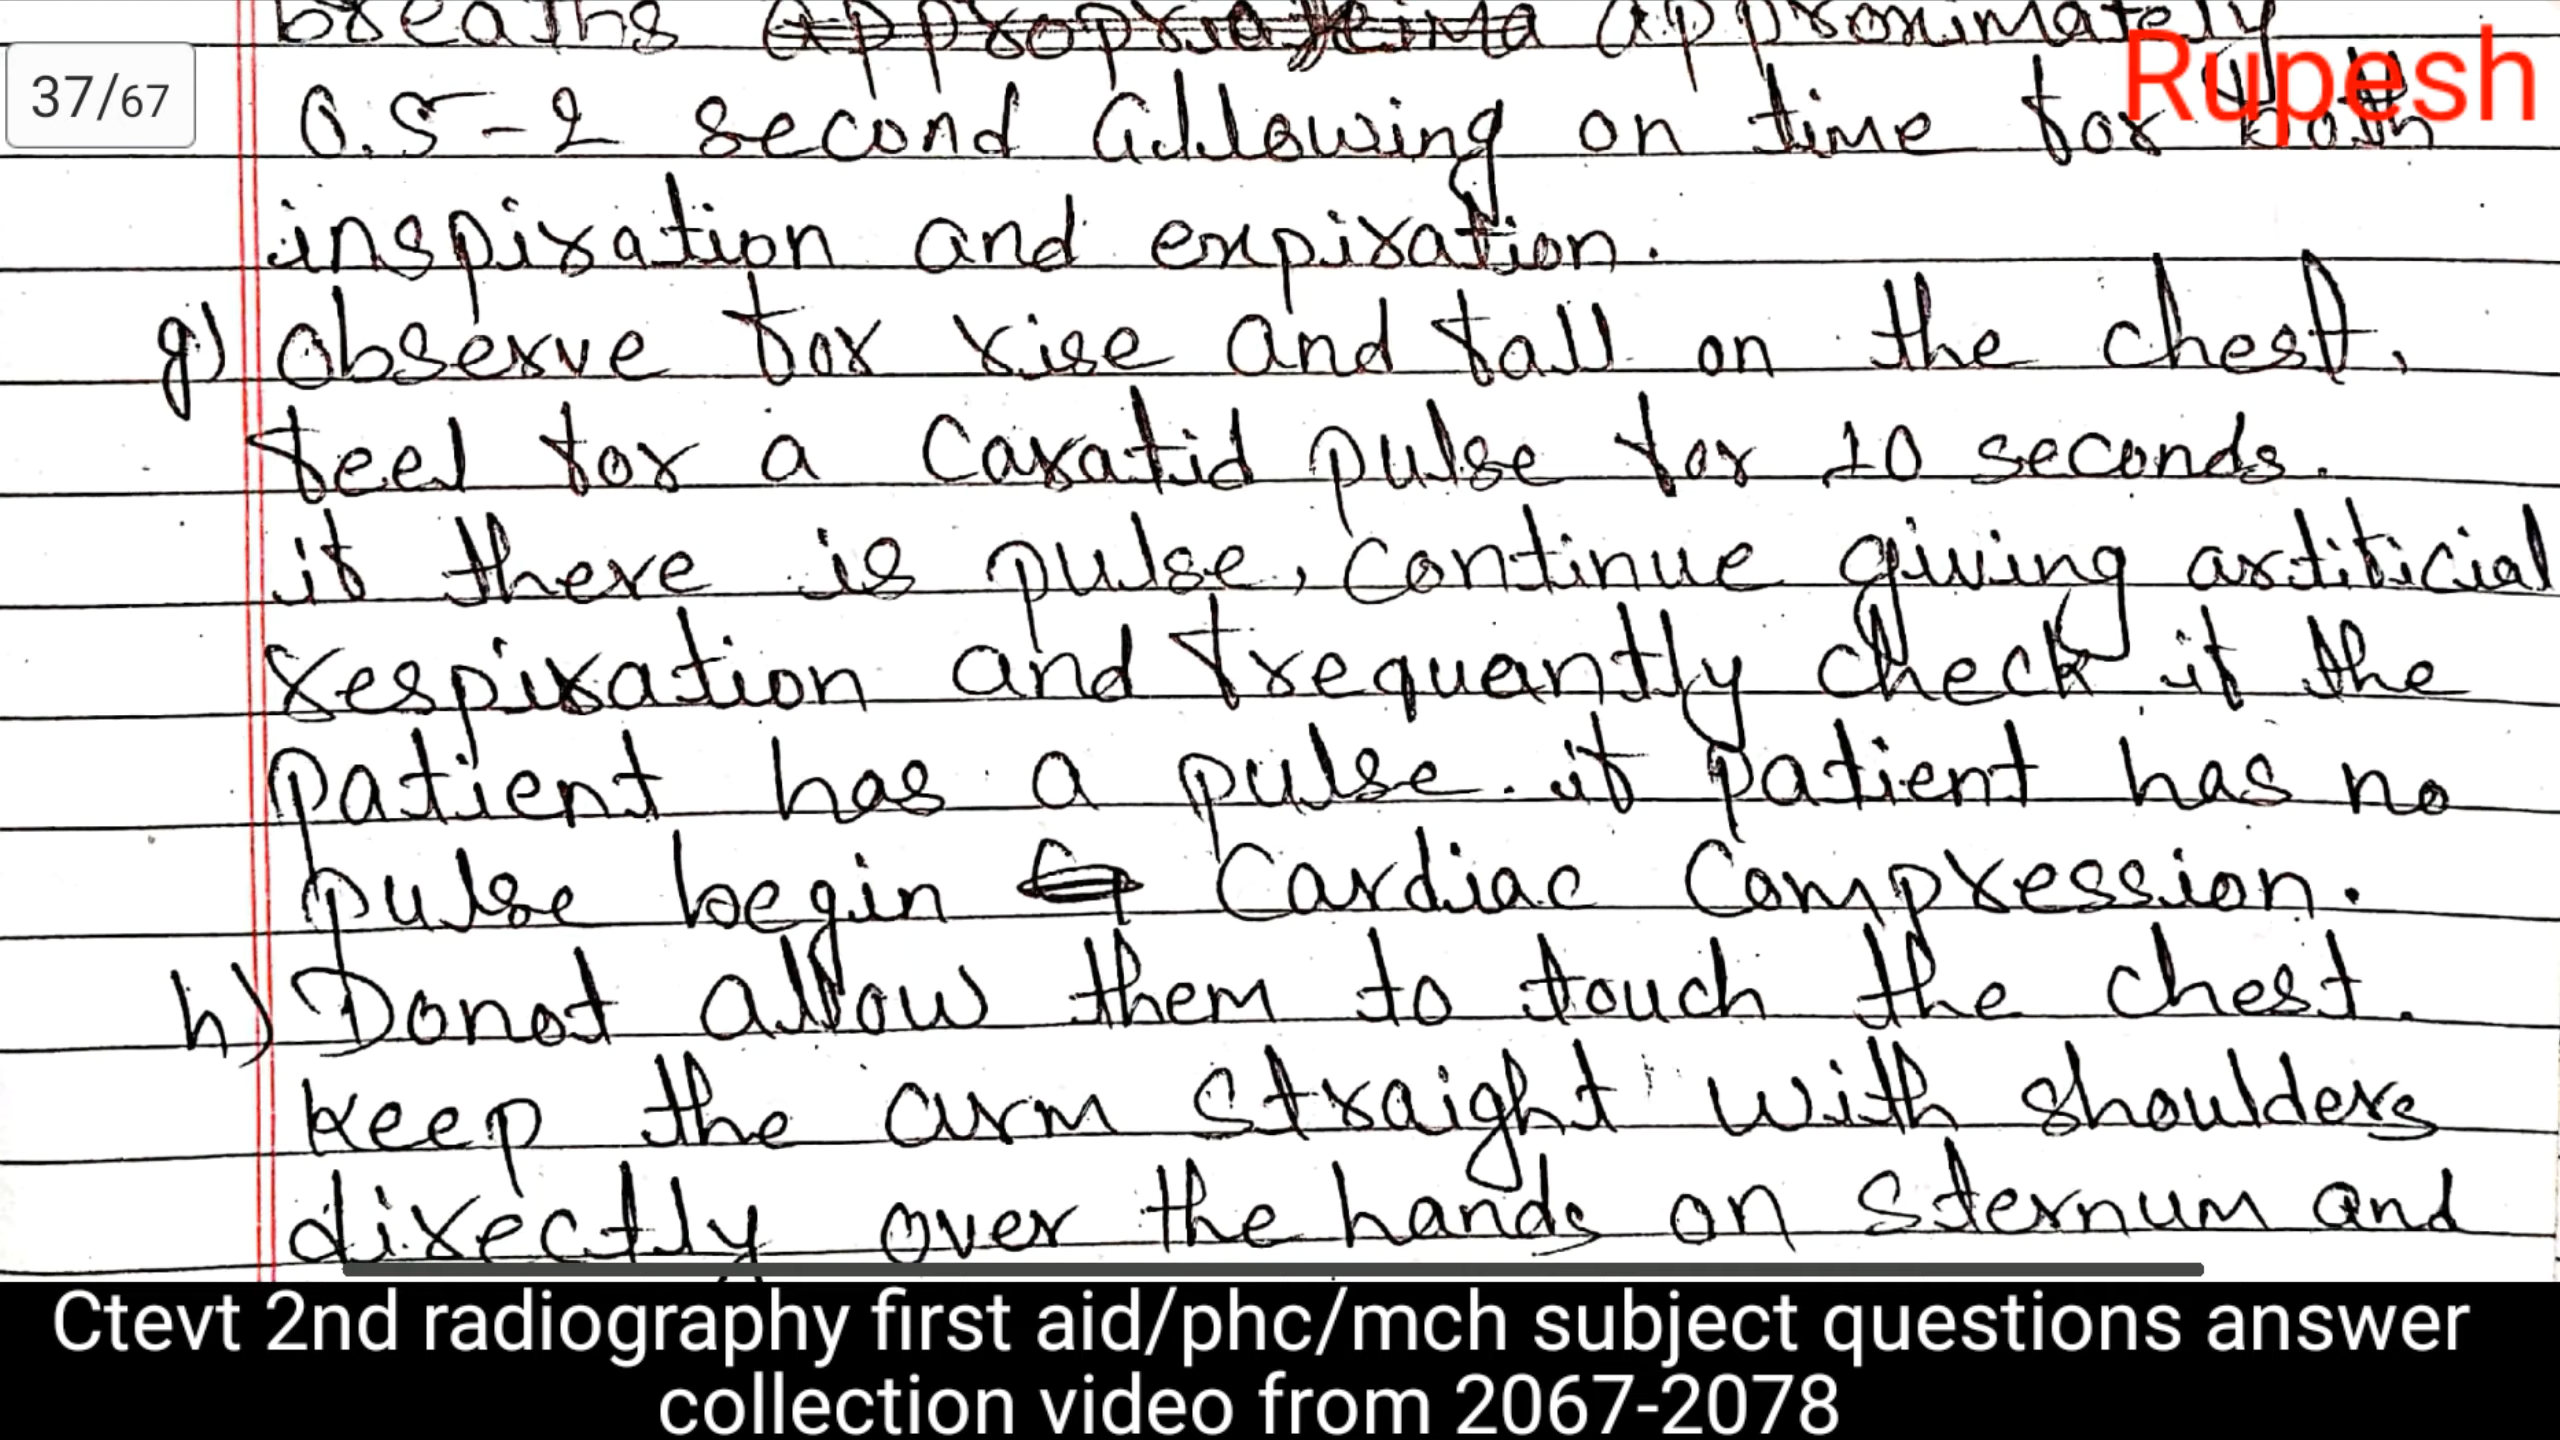 breaths approximately
Rupesh
37/67
0.5-2 second allowing on time for both
inspiration and expiration.
g) observe for rise and fall on the chest,
feel for a caratid pulse for 10 seconds.
if there is pulse, continue giving artificial
respiration and frequantly check if the
patient has a pulse. if patient has no
pulse begin Cardiac Compression.
h) Donot allow them to touch the chest.
keep the arm straight with shoulders
directly over the hands on sternum and
Ctevt 2nd radiography first aid/phc/mch subject questions answer
collection video from 2067-2078